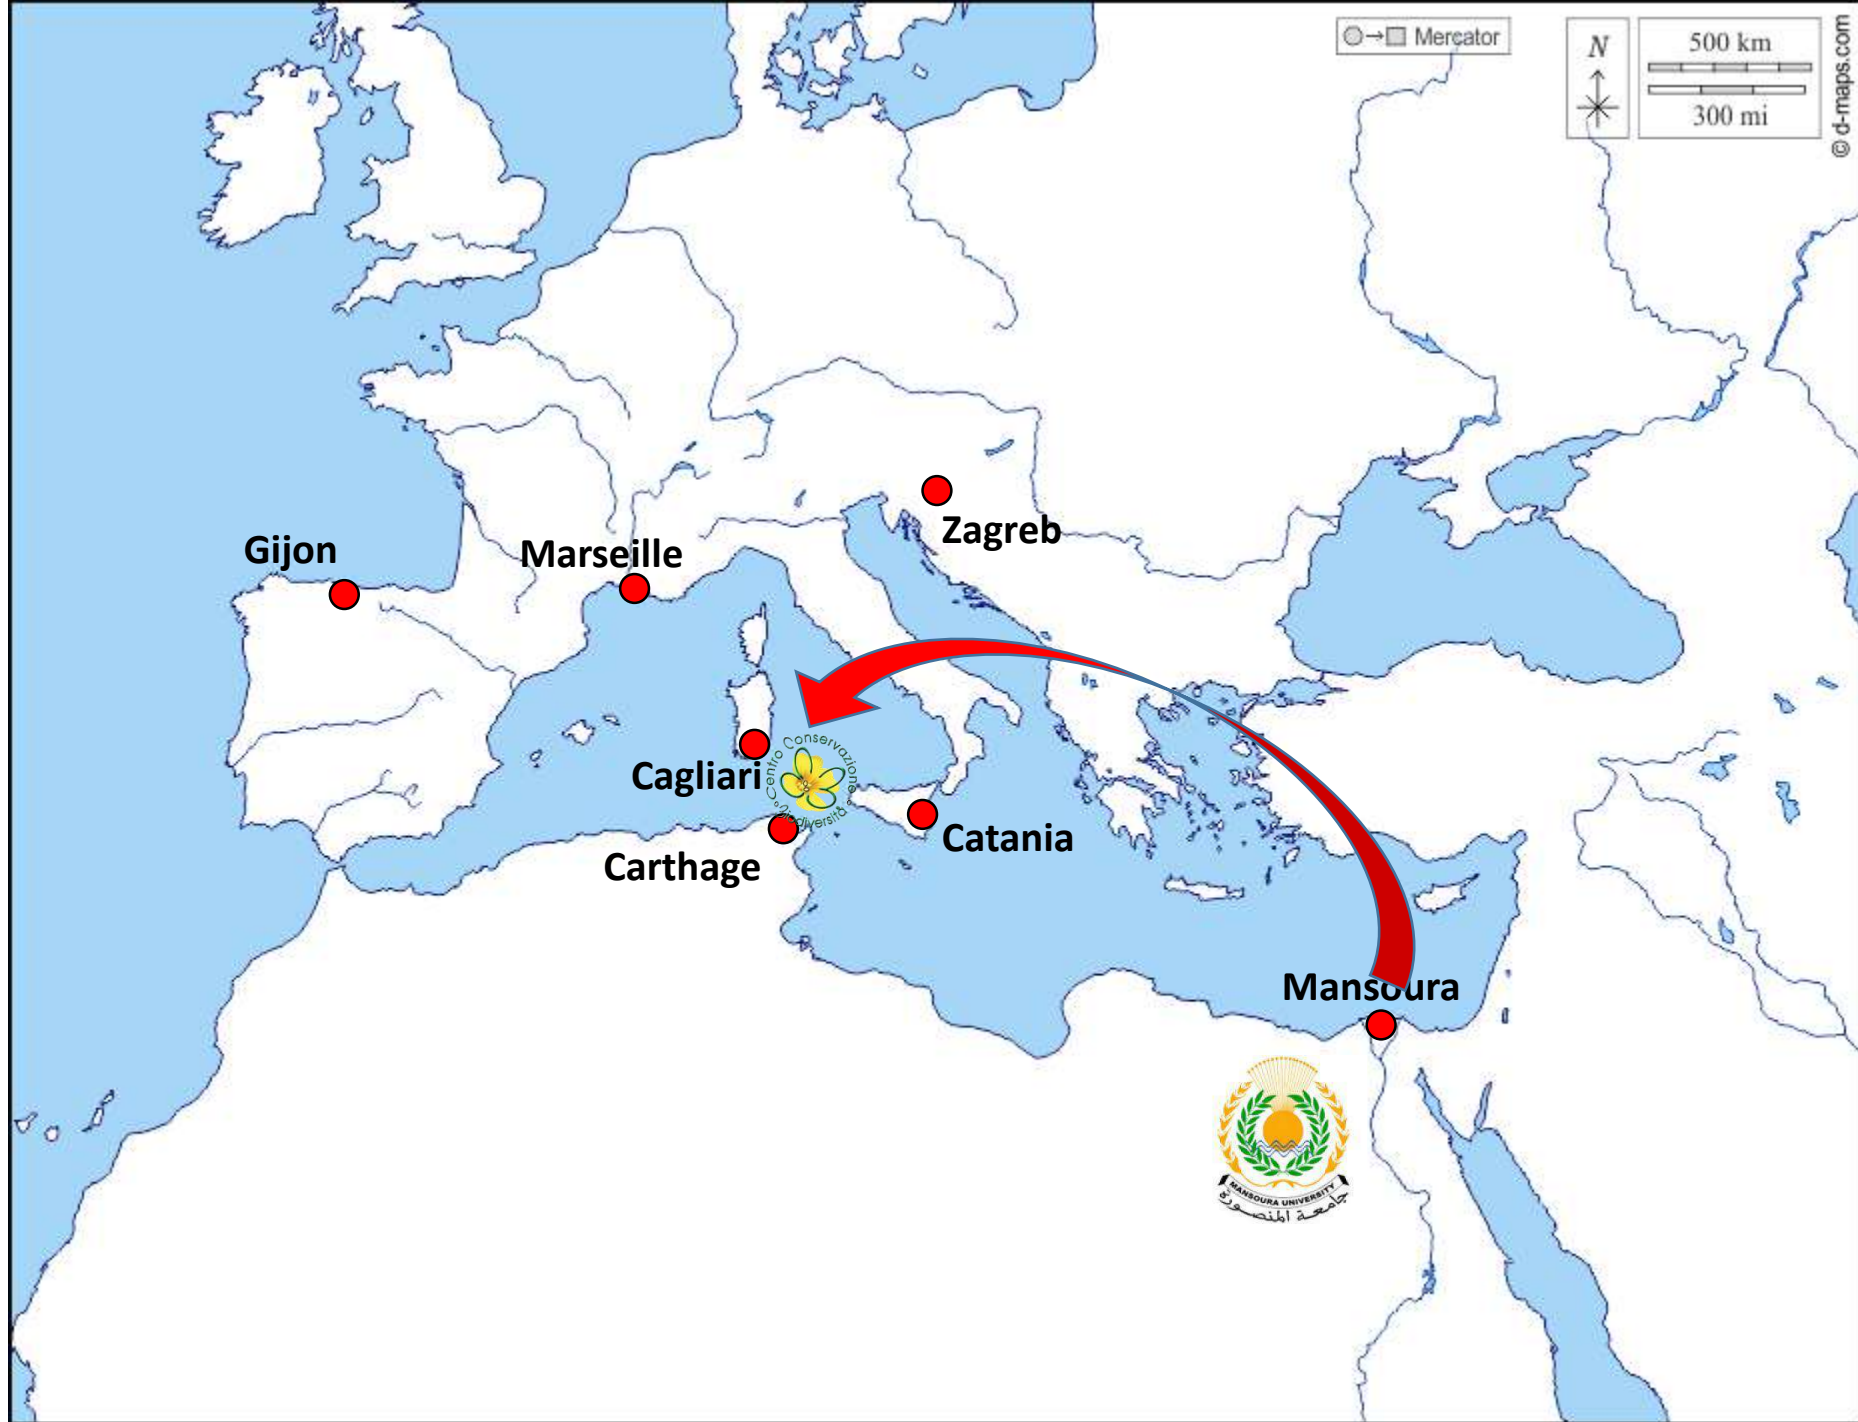 Mercator
N
500 km
300 mi
© d-maps.com
Zagreb
Gijon
Marseille
Cagliari
Centro Conservazione Biodiversità
Catania
Carthage
Mansoura
MANSOURA UNIVERSITY
جامعة المنصورة